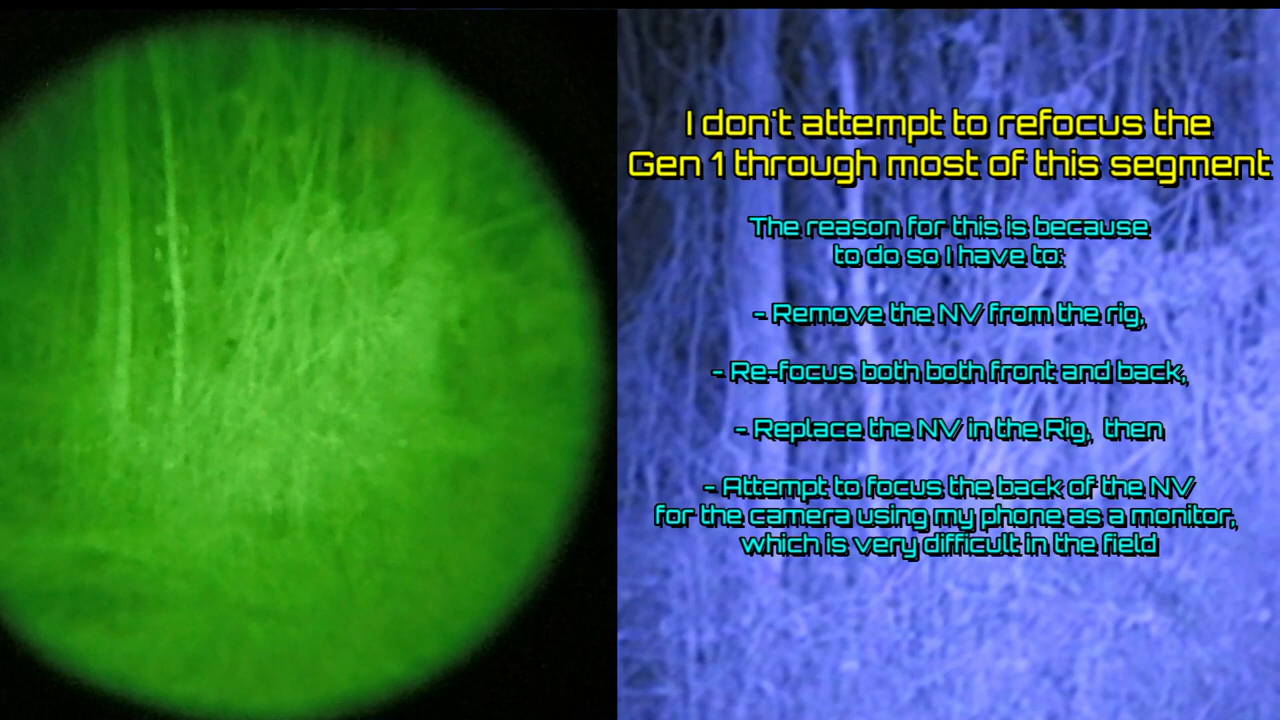 I don't attempt to refocus the
Gen 1 through most of this segment
The reason for this is because
to do so I have to:
- Remove the NV from the rig,
- Re-focus both both front and back,
- Replace the NV in the Rig, then
- Attempt to focus the back of the NV
for the camera using my phone as a monitor,
which is very difficult in the field